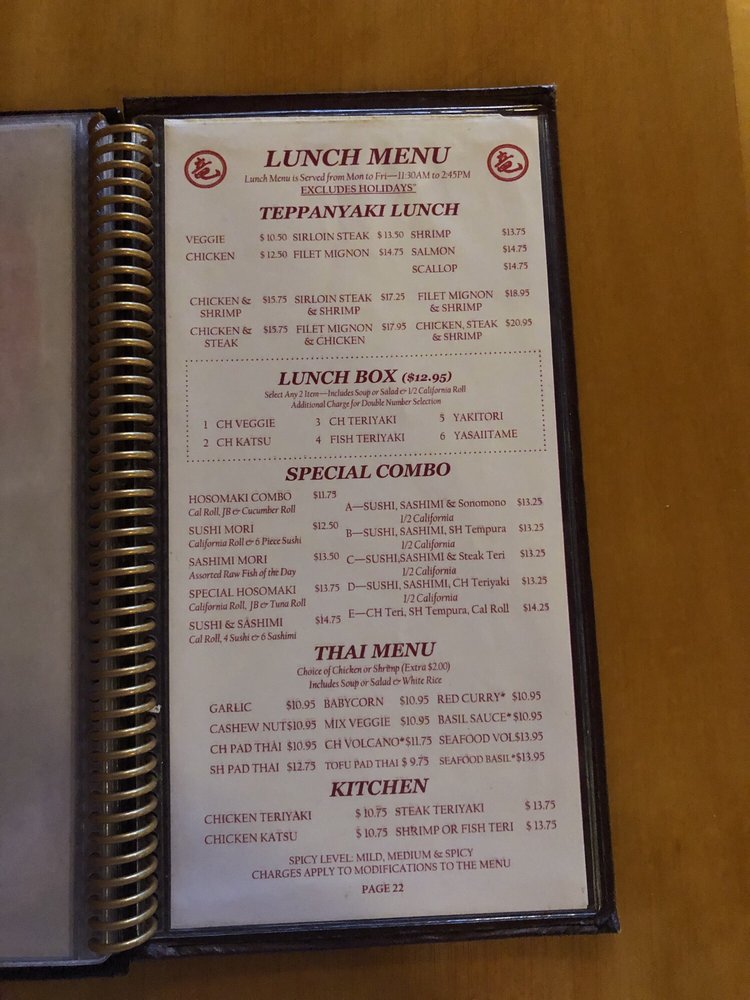 竜 LUNCH MENU 竜
Lunch Menu is Served from Mon to Fri—11:30AM to 2:45PM
EXCLUDES HOLIDAYS"
TEPPANYAKI LUNCH
VEGGIE $ 10.50 SIRLOIN STEAK $ 13.50 SHRIMP $13.75
CHICKEN $ 12.50 FILET MIGNON $14.75 SALMON $14.75
SCALLOP $14.75
CHICKEN & $15.75 SIRLOIN STEAK $17.25 FILET MIGNON $18.95
SHRIMP & SHRIMP & SHRIMP
CHICKEN & $15.75 FILET MIGNON $17.95 CHICKEN, STEAK $20.95
STEAK & CHICKEN & SHRIMP
LUNCH BOX ($12.95)
Select Any 2 Item—Includes Soup or Salad & 1/2 California Roll
Additional Charge for Double Number Selection
1 CH VEGGIE 3 CH TERIYAKI 5 YAKITORI
2 CH KATSU 4 FISH TERIYAKI 6 YASAIITAME
SPECIAL COMBO
HOSOMAKI COMBO $11.75
Cal Roll, JB & Cucumber Roll
SUSHI MORI $12.50
California Roll & 6 Piece Sushi
SASHIMI MORI $13.50
Assorted Raw Fish of the Day
SPECIAL HOSOMAKI $13.75
California Roll, JB & Tuna Roll
SUSHI & SASHIMI $14.75
Cal Roll, 4 Sushi & 6 Sashimi
A—SUSHI, SASHIMI & Sonomono $13.25
1/2 California
B—SUSHI, SASHIMI, SH Tempura $13.25
1/2 California
C—SUSHI,SASHIMI & Steak Teri $13.25
1/2 California
D—SUSHI, SASHIMI, CH Teriyaki $13.25
1/2 California
E—CH Teri, SH Tempura, Cal Roll $14.25
THAI MENU
Choice of Chicken or Shrimp (Extra $2.00)
Includes Soup or Salad & White Rice
GARLIC $10.95 BABYCORN $10.95 RED CURRY* $10.95
CASHEW NUT$10.95 MIX VEGGIE $10.95 BASIL SAUCE*$10.95
CH PAD THAI $10.95 CH VOLCANO*$11.75 SEAFOOD VOL$13.95
SH PAD THAI $12.75 TOFU PAD THAI $ 9.75 SEAFOOD BASIL*$13.95
KITCHEN
CHICKEN TERIYAKI $ 10.75 STEAK TERIYAKI $ 13.75
CHICKEN KATSU $ 10.75 SHRIMP OR FISH TERI $ 13.75
SPICY LEVEL: MILD, MEDIUM & SPICY
CHARGES APPLY TO MODIFICATIONS TO THE MENU
PAGE 22